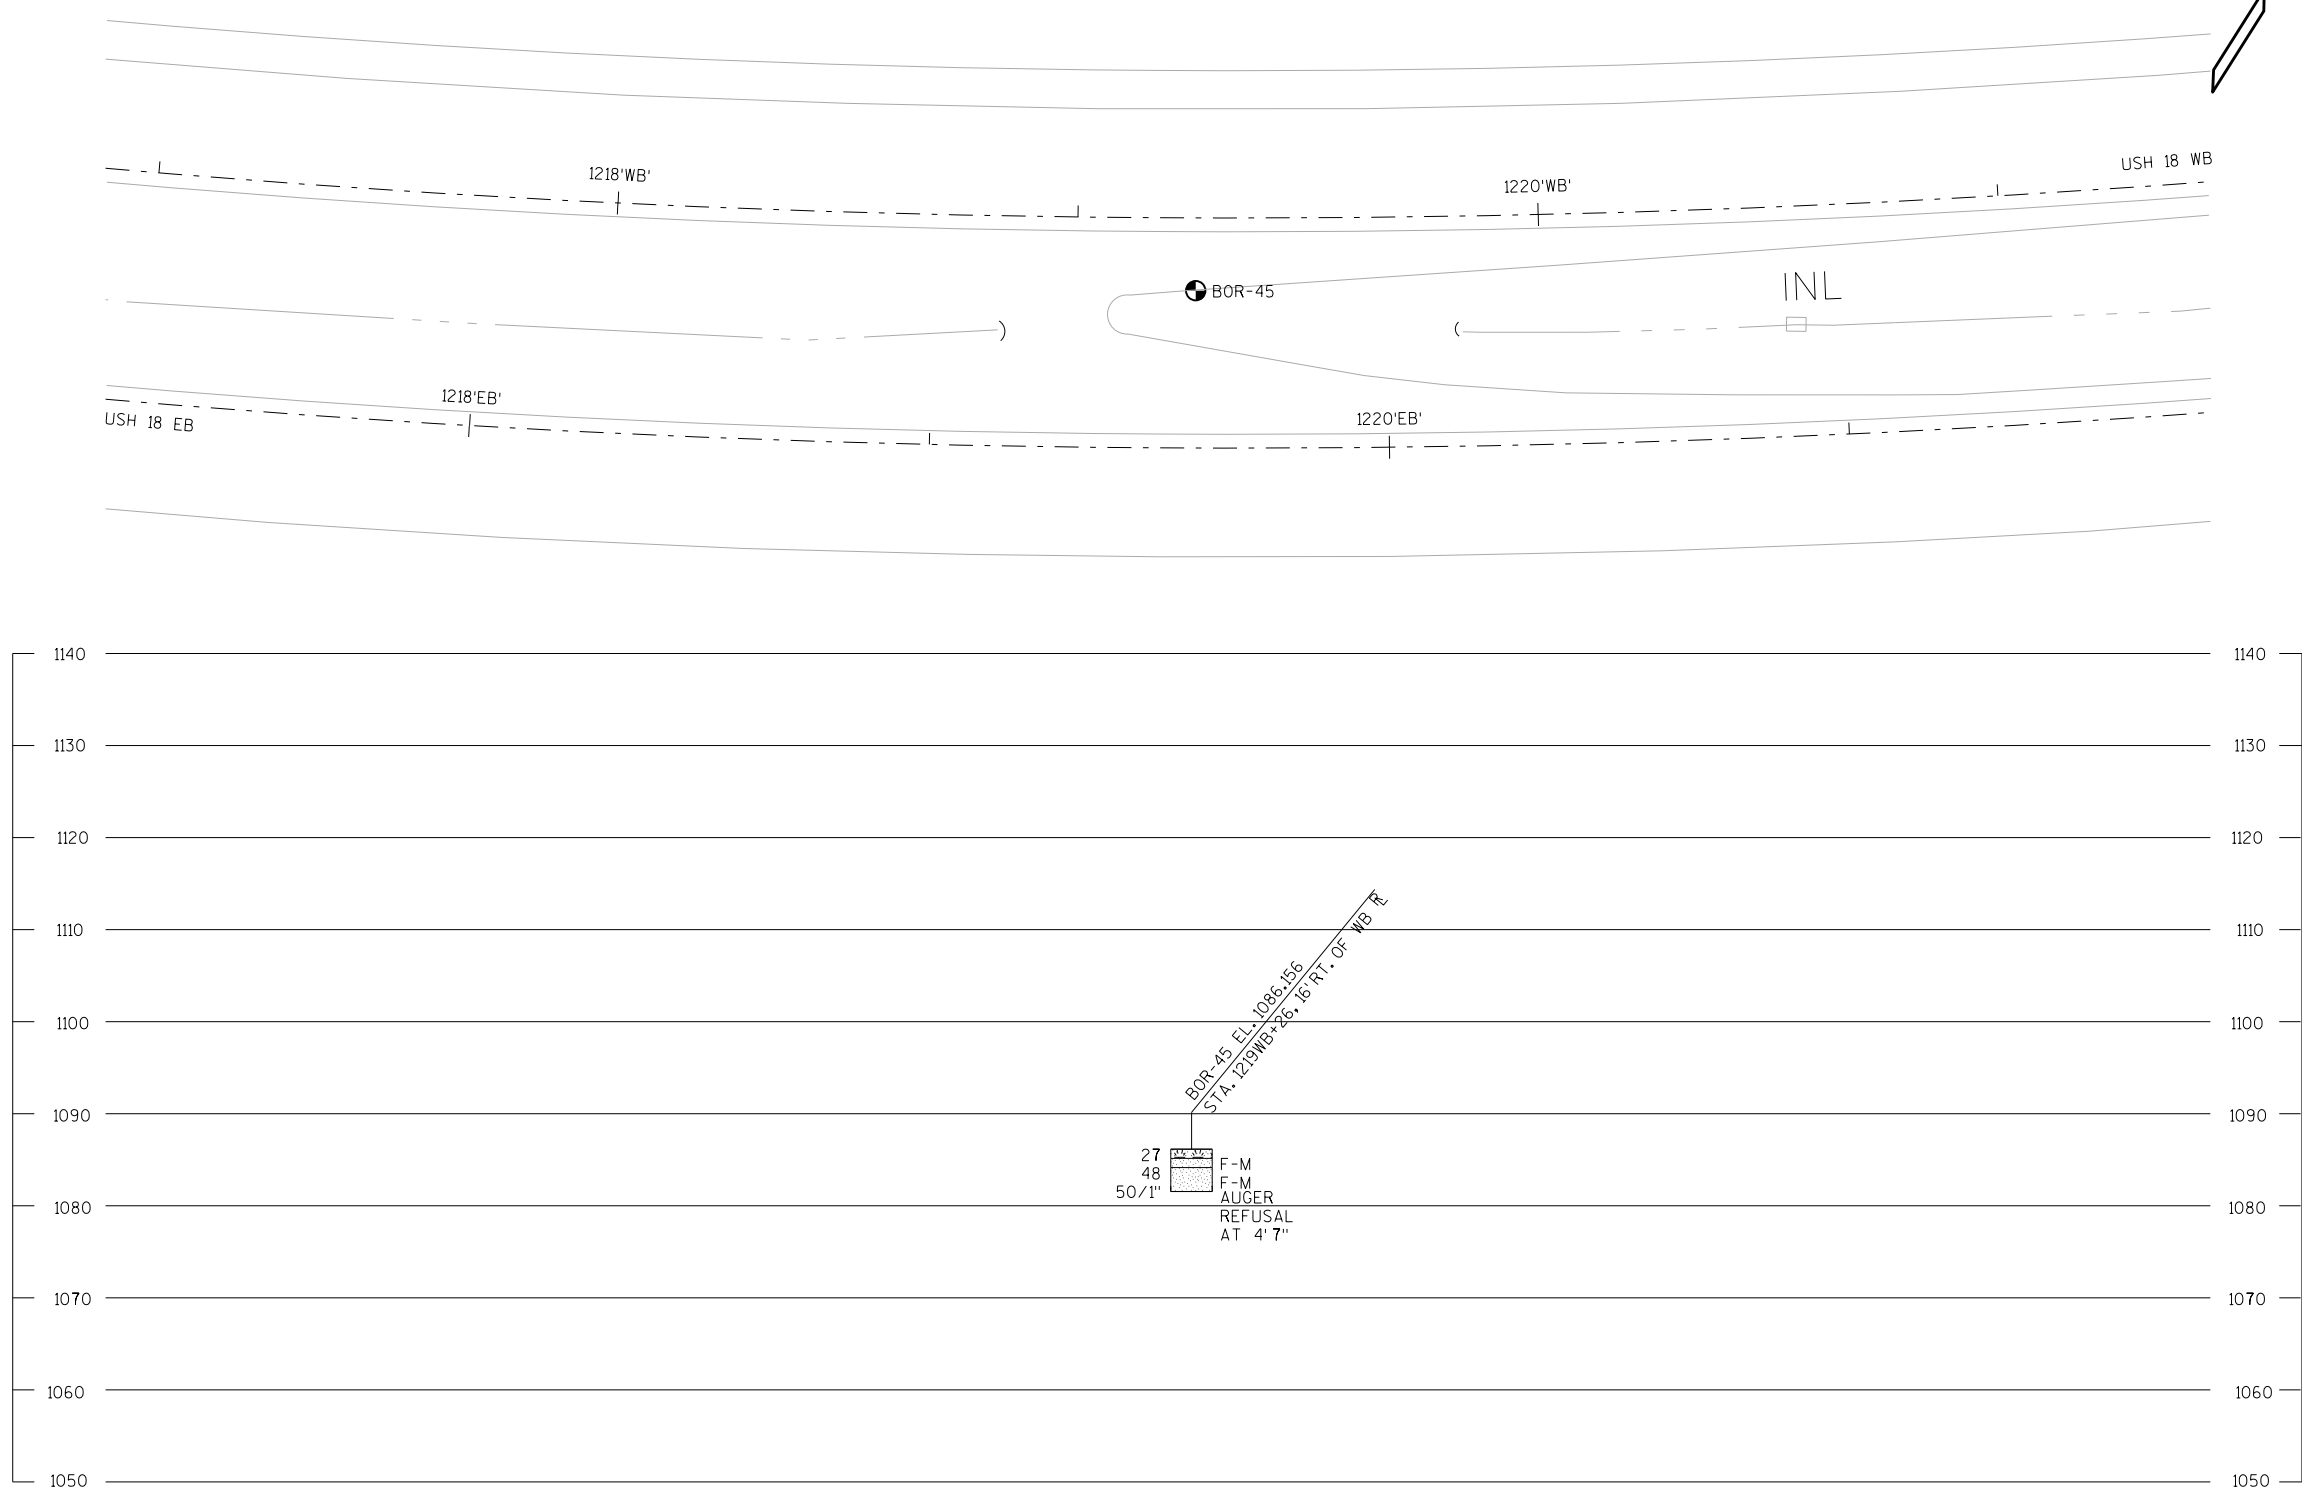 USH 18 WB
1218'WB'
1220'WB'
INL
BOR-45
1218'EB'
1220'EB'
USH 18 EB
1140 1140
1130 1130
1120 1120
1110 1110
1100 1100
1090 1090
1080 1080
1070 1070
1060 1060
1050 1050
BOR-45 EL. 1086.156
STA. 1219WB+26, 16' RT. OF WB RL
27
48
50/1"
F-M
F-M
AUGER
REFUSAL
AT 4'7"